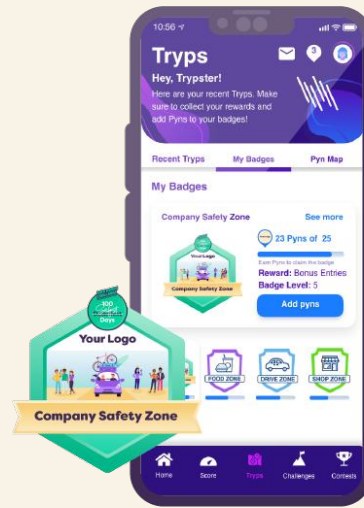 10:56
Tryps
3
Hey, Trypster!
Here are your recent Tryps. Make
sure to collect your rewards and
add Pyns to your badges!
Recent Tryps
My Badges
Pyn Map
My Badges
Company Safety Zone
See more
23 Pyns of 25
Earn Pyns to claim the badge
Reward: Bonus Entries
Badge Level: 5
Add pyns
Your Logo
Company Safety Zone
100
Days
Your Logo
Company Safety Zone
FOOD ZONE
DRIVE ZONE
SHOP ZONE
Home
Score
Tryps
Challenges
Contests